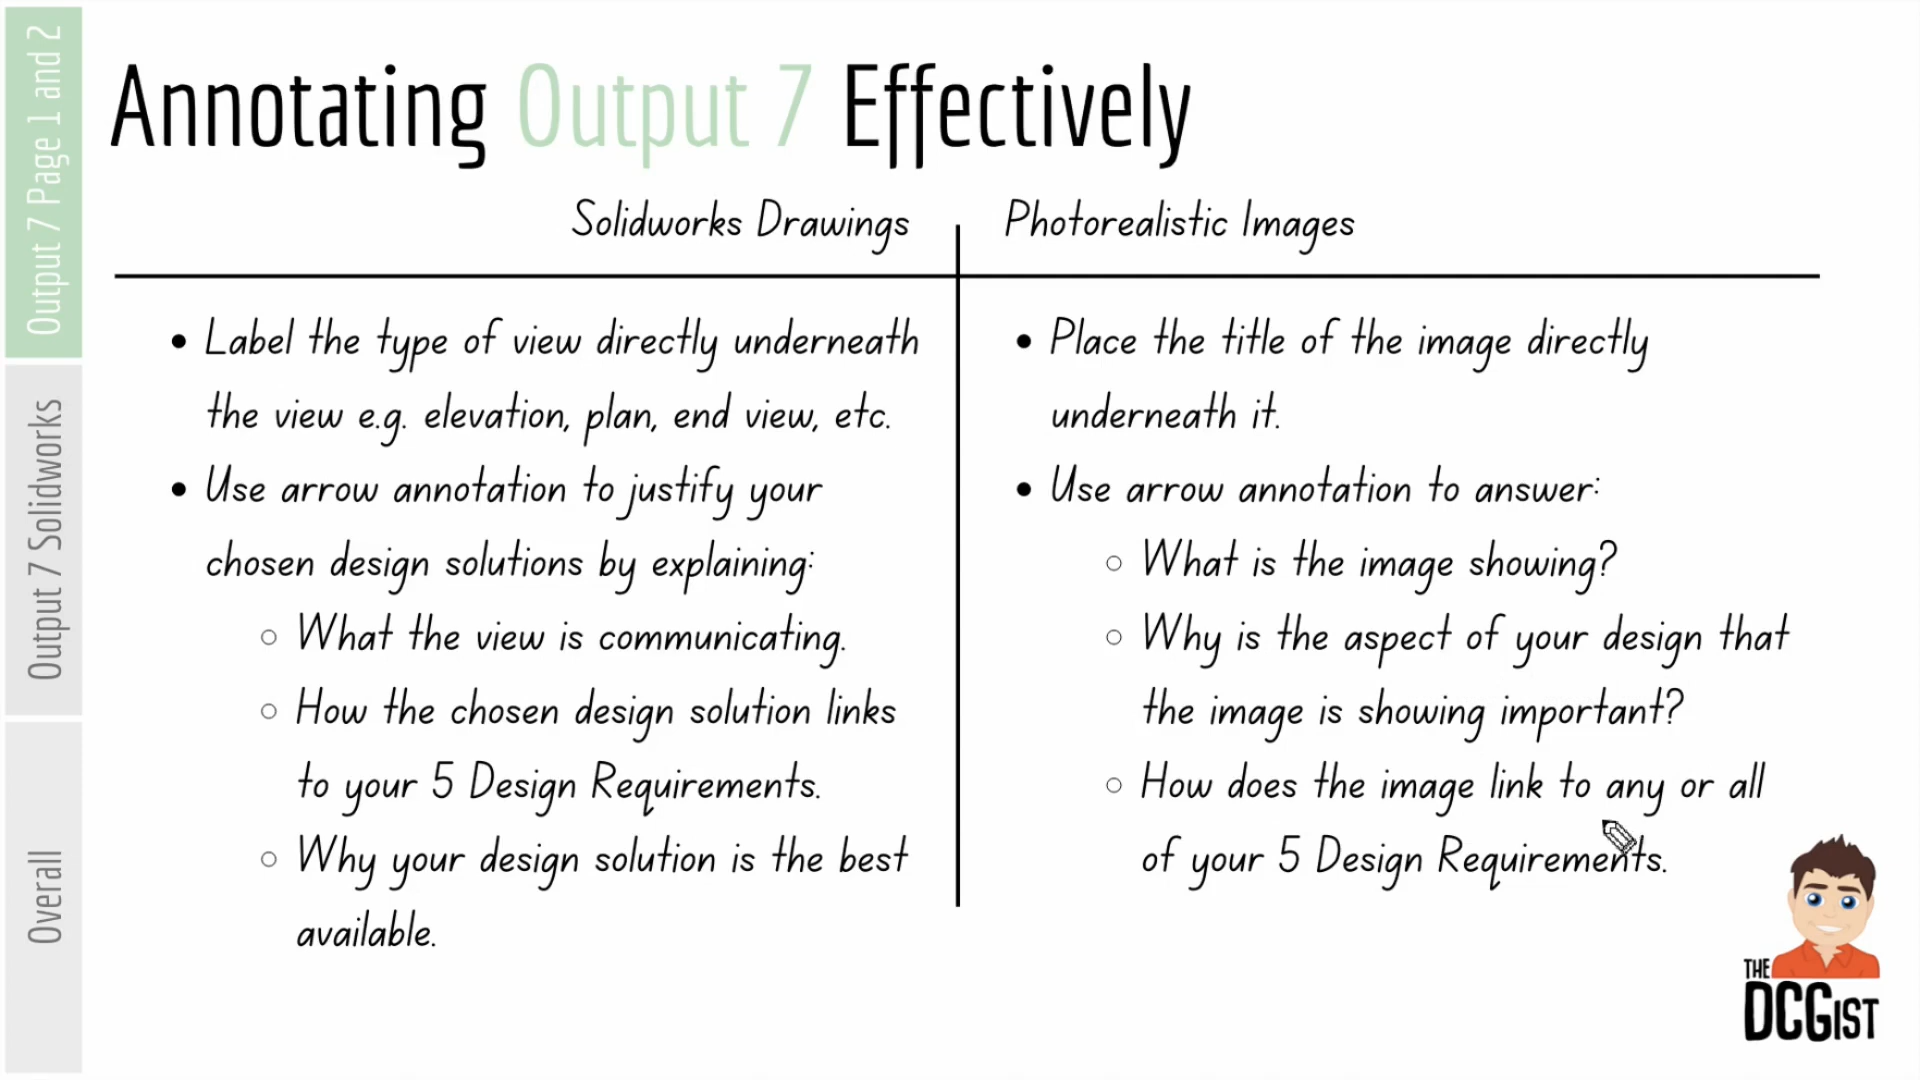 Output 7 Page 1 and 2
Output 7 Solidworks
Overall
Annotating Output 7 Effectively
Solidworks Drawings
• Label the type of view directly underneath
the view e.g. elevation, plan, end view, etc.
• Use arrow annotation to justify your
chosen design solutions by explaining:
○ What the view is communicating.
○ How the chosen design solution links
to your 5 Design Requirements.
○ Why your design solution is the best
available.
Photorealistic Images
• Place the title of the image directly
underneath it.
• Use arrow annotation to answer:
○ What is the image showing?
○ Why is the aspect of your design that
the image is showing important?
○ How does the image link to any or all
of your 5 Design Requirements.
THE
DCGIST